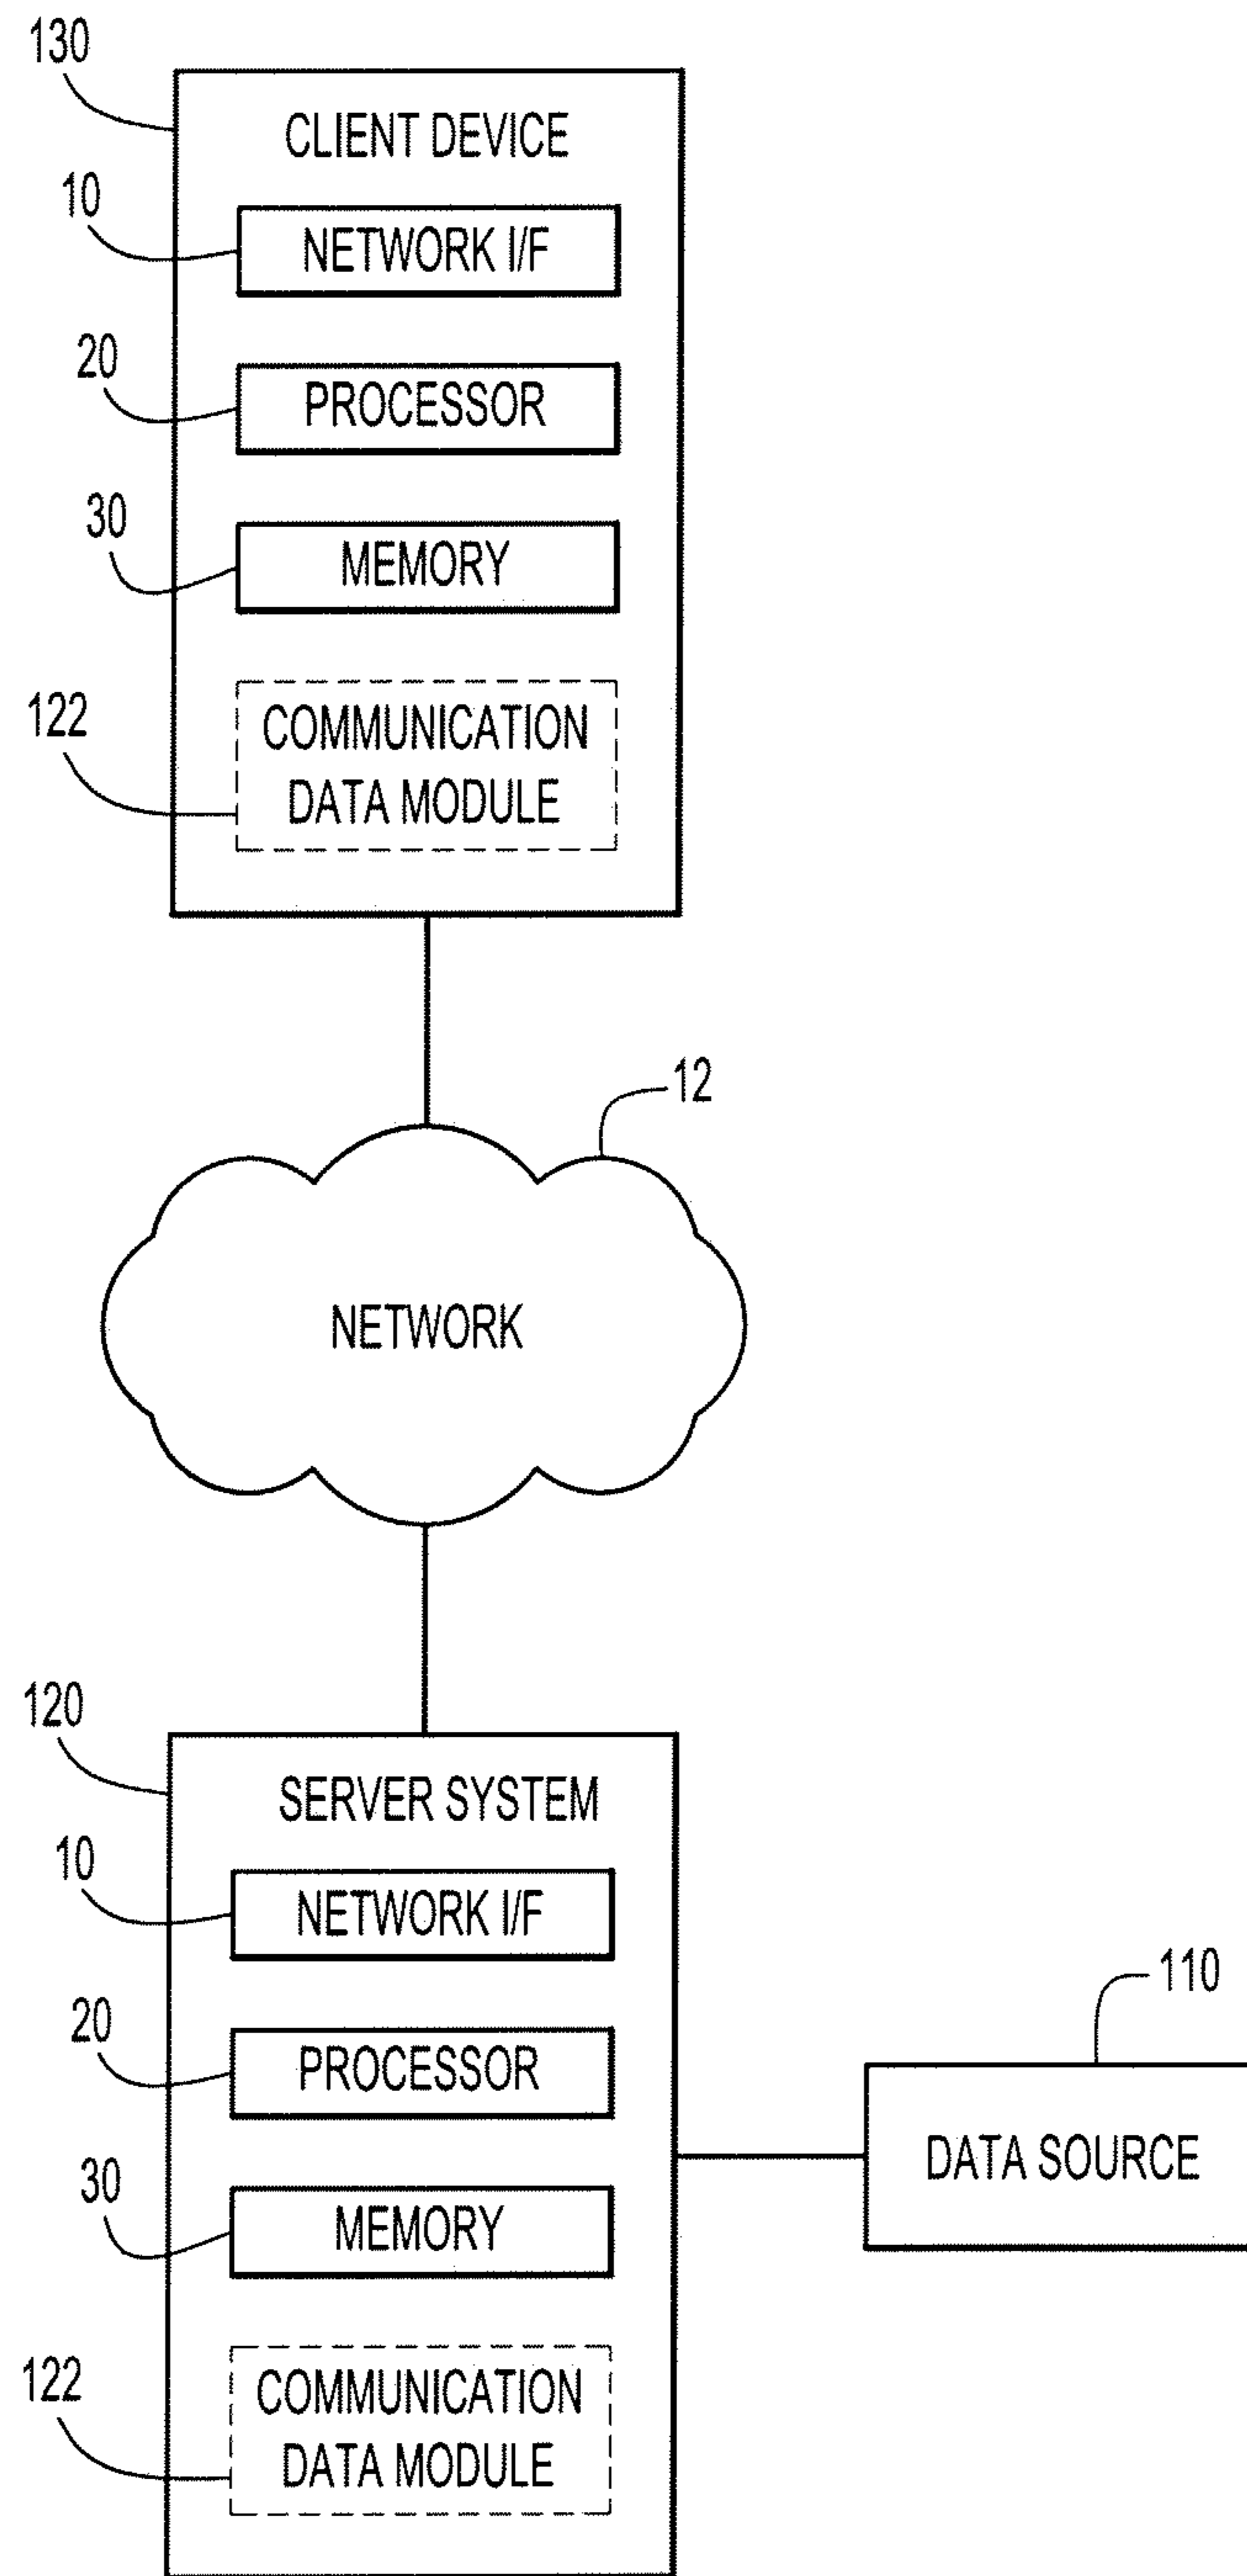 130
CLIENT DEVICE
10
NETWORK I/F
20
PROCESSOR
30
MEMORY
122
COMMUNICATION
DATA MODULE
12
NETWORK
120
SERVER SYSTEM
10
NETWORK I/F
110
20
PROCESSOR
DATA SOURCE
30
MEMORY
122
COMMUNICATION
DATA MODULE